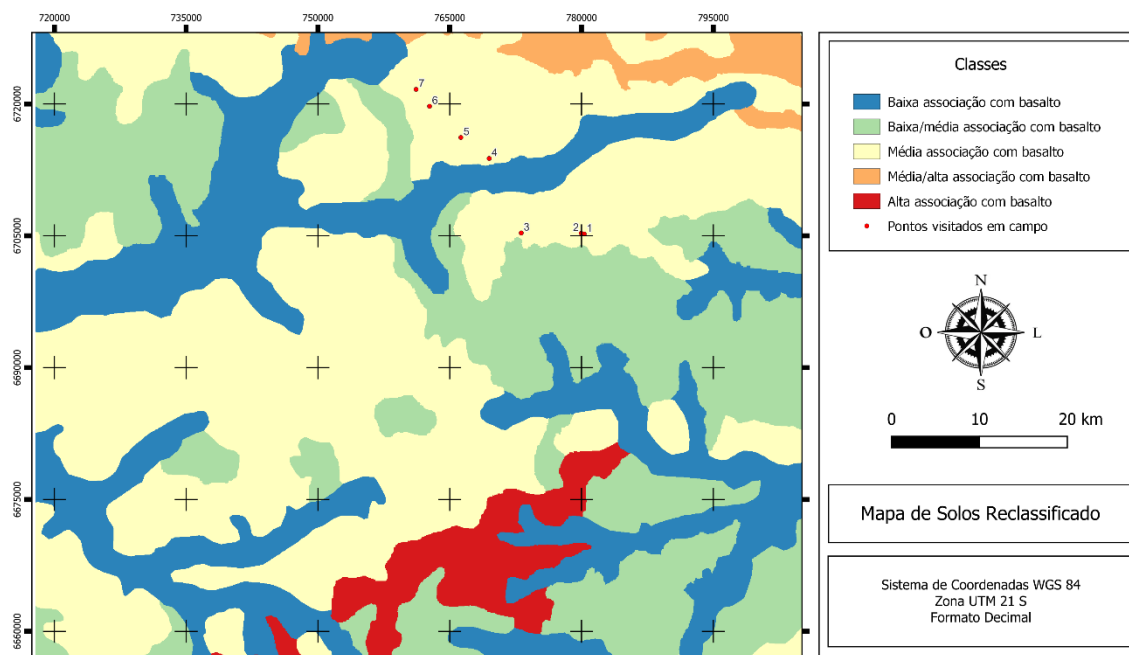 720000 735000 750000 765000 780000 795000
6720000
6705000
6690000
6675000
6660000
7
6
5
4
3
2 1
Classes
Baixa associação com basalto
Baixa/média associação com basalto
Média associação com basalto
Média/alta associação com basalto
Alta associação com basalto
Pontos visitados em campo
N
O L
S
0 10 20 km
Mapa de Solos Reclassificado
Sistema de Coordenadas WGS 84
Zona UTM 21 S
Formato Decimal